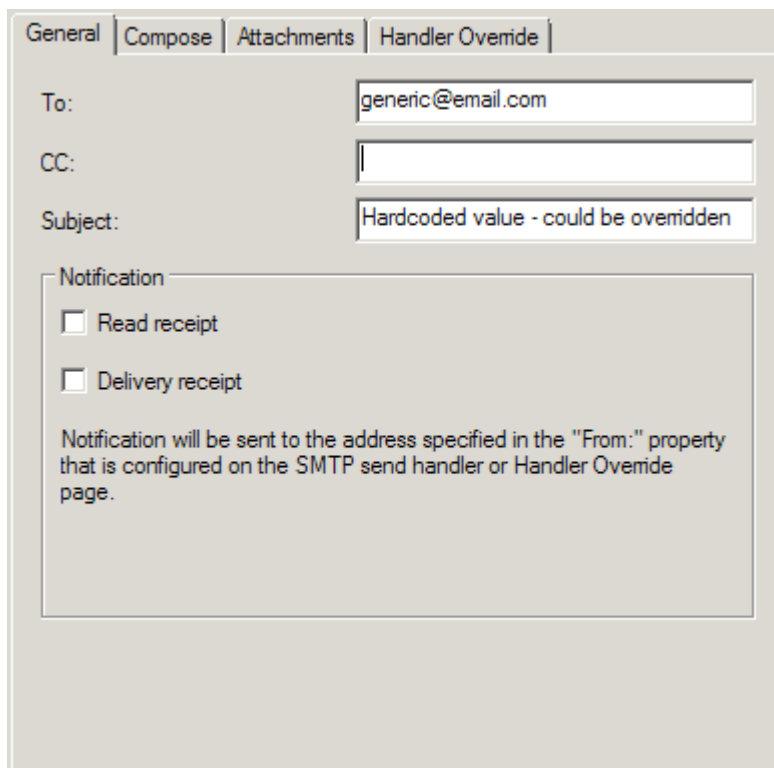 General Compose Attachments Handler Override
To: generic@email.com
CC:
Subject: Hardcoded value - could be overridden
Notification
Read receipt
Delivery receipt
Notification will be sent to the address specified in the "From:" property
that is configured on the SMTP send handler or Handler Override
page.